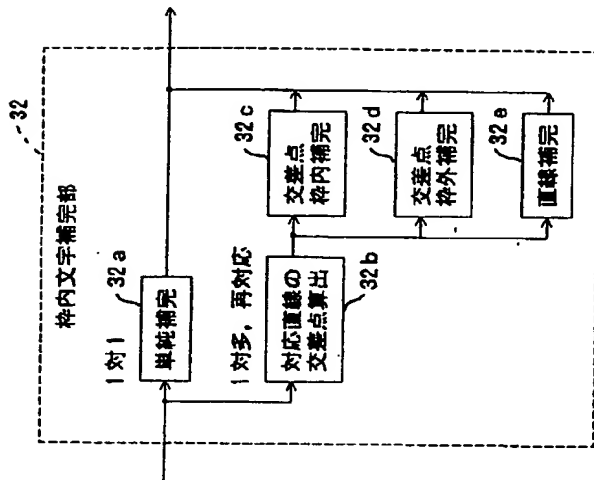 32
枠内文字補完部
1対1
32a
単純補完
1対多, 再対応
対応直線の
交差点算出
32b
32c
交差点
枠内補完
32d
交差点
枠外補完
32e
直線補完